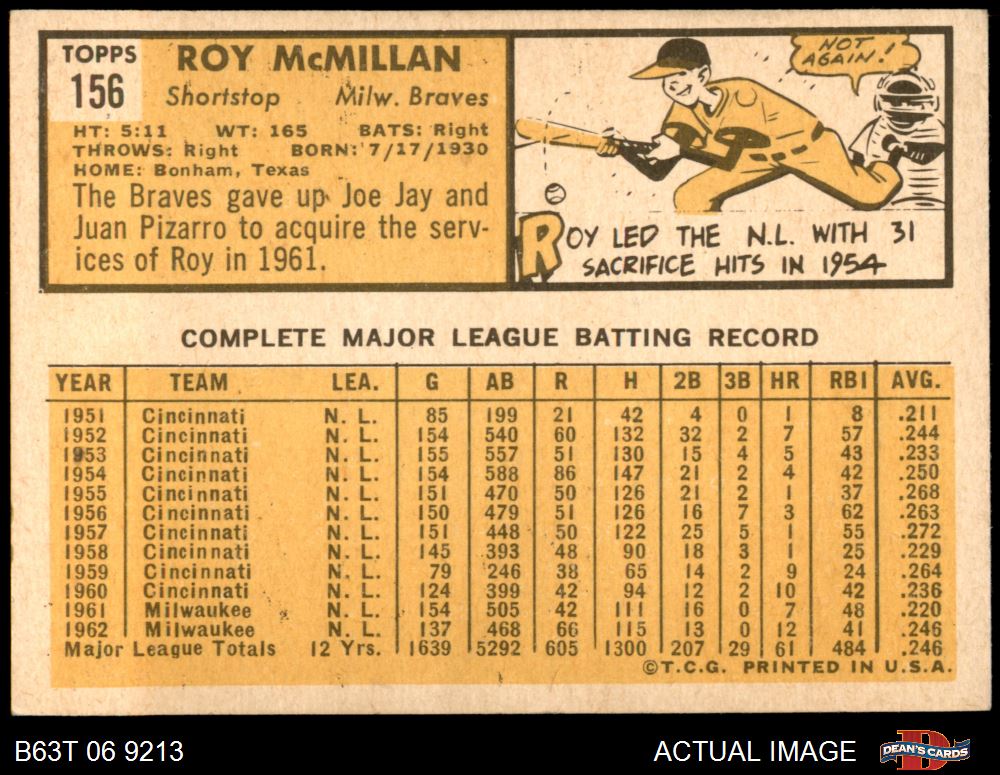 TOPPS
156
ROY McMILLAN
Shortstop Milw. Braves
HT: 5:11 WT: 165 BATS: Right
THROWS: Right BORN: 7/17/1930
HOME: Bonham, Texas
The Braves gave up Joe Jay and
Juan Pizarro to acquire the serv-
ices of Roy in 1961.
NOT
AGAIN!
ROY LED THE N.L. WITH 31
SACRIFICE HITS IN 1954
COMPLETE MAJOR LEAGUE BATTING RECORD
YEAR TEAM LEA. G AB R H 2B 3B HR RBI AVG.
1951 Cincinnati N. L. 85 199 21 42 4 0 1 8 .211
1952 Cincinnati N. L. 154 540 60 132 32 2 7 57 .244
1953 Cincinnati N. L. 155 557 51 130 15 4 5 43 .233
1954 Cincinnati N. L. 154 588 86 147 21 2 4 42 .250
1955 Cincinnati N. L. 151 470 50 126 21 2 1 37 .268
1956 Cincinnati N. L. 150 479 51 126 16 7 3 62 .263
1957 Cincinnati N. L. 151 448 50 122 25 5 1 55 .272
1958 Cincinnati N. L. 145 393 48 90 18 3 1 25 .229
1959 Cincinnati N. L. 79 246 38 65 14 2 9 24 .264
1960 Cincinnati N. L. 124 399 42 94 12 2 10 42 .236
1961 Milwaukee N. L. 154 505 42 111 16 0 7 48 .220
1962 Milwaukee N. L. 137 468 66 115 13 0 12 41 .246
Major League Totals 12 Yrs. 1639 5292 605 1300 207 29 61 484 .246
©T.C.G. PRINTED IN U.S.A.
B63T 06 9213 ACTUAL IMAGE DEAN'S CARDS